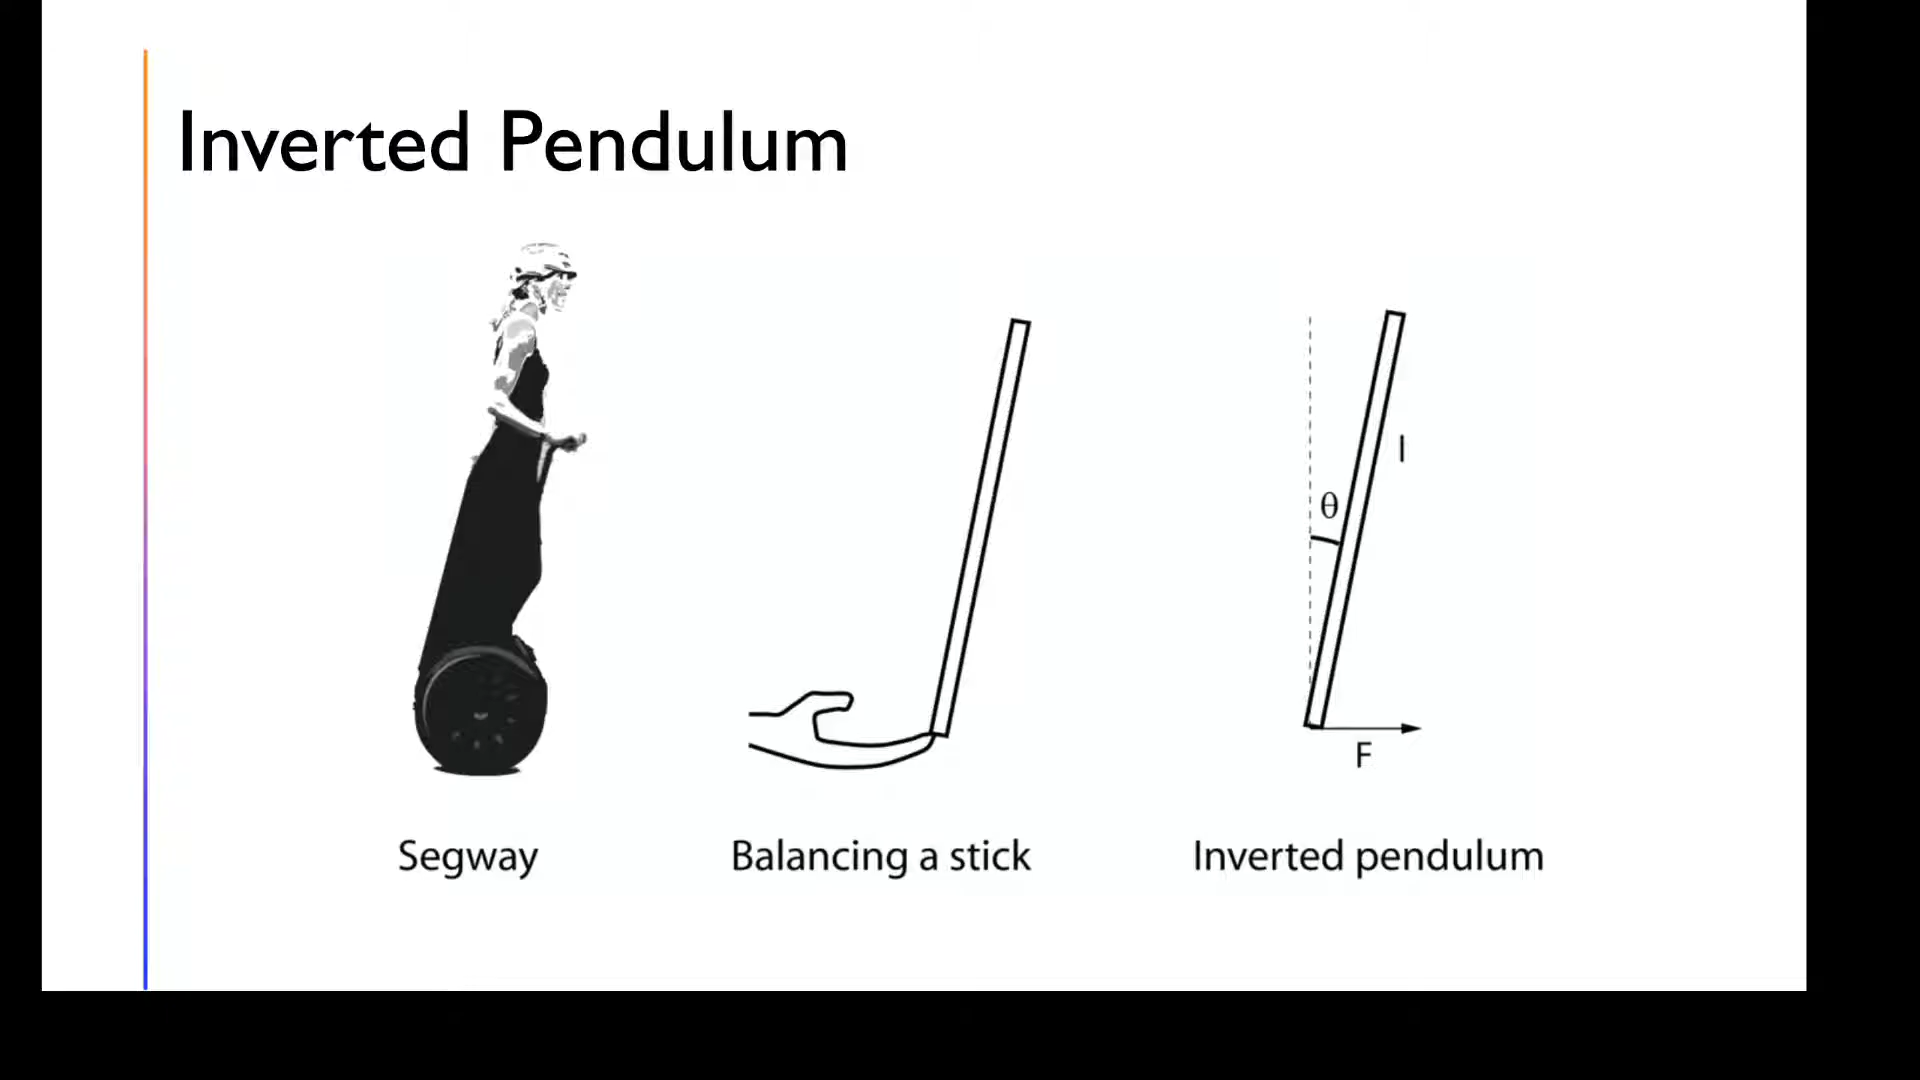 Inverted Pendulum
θ
l
F
Segway
Balancing a stick
Inverted pendulum